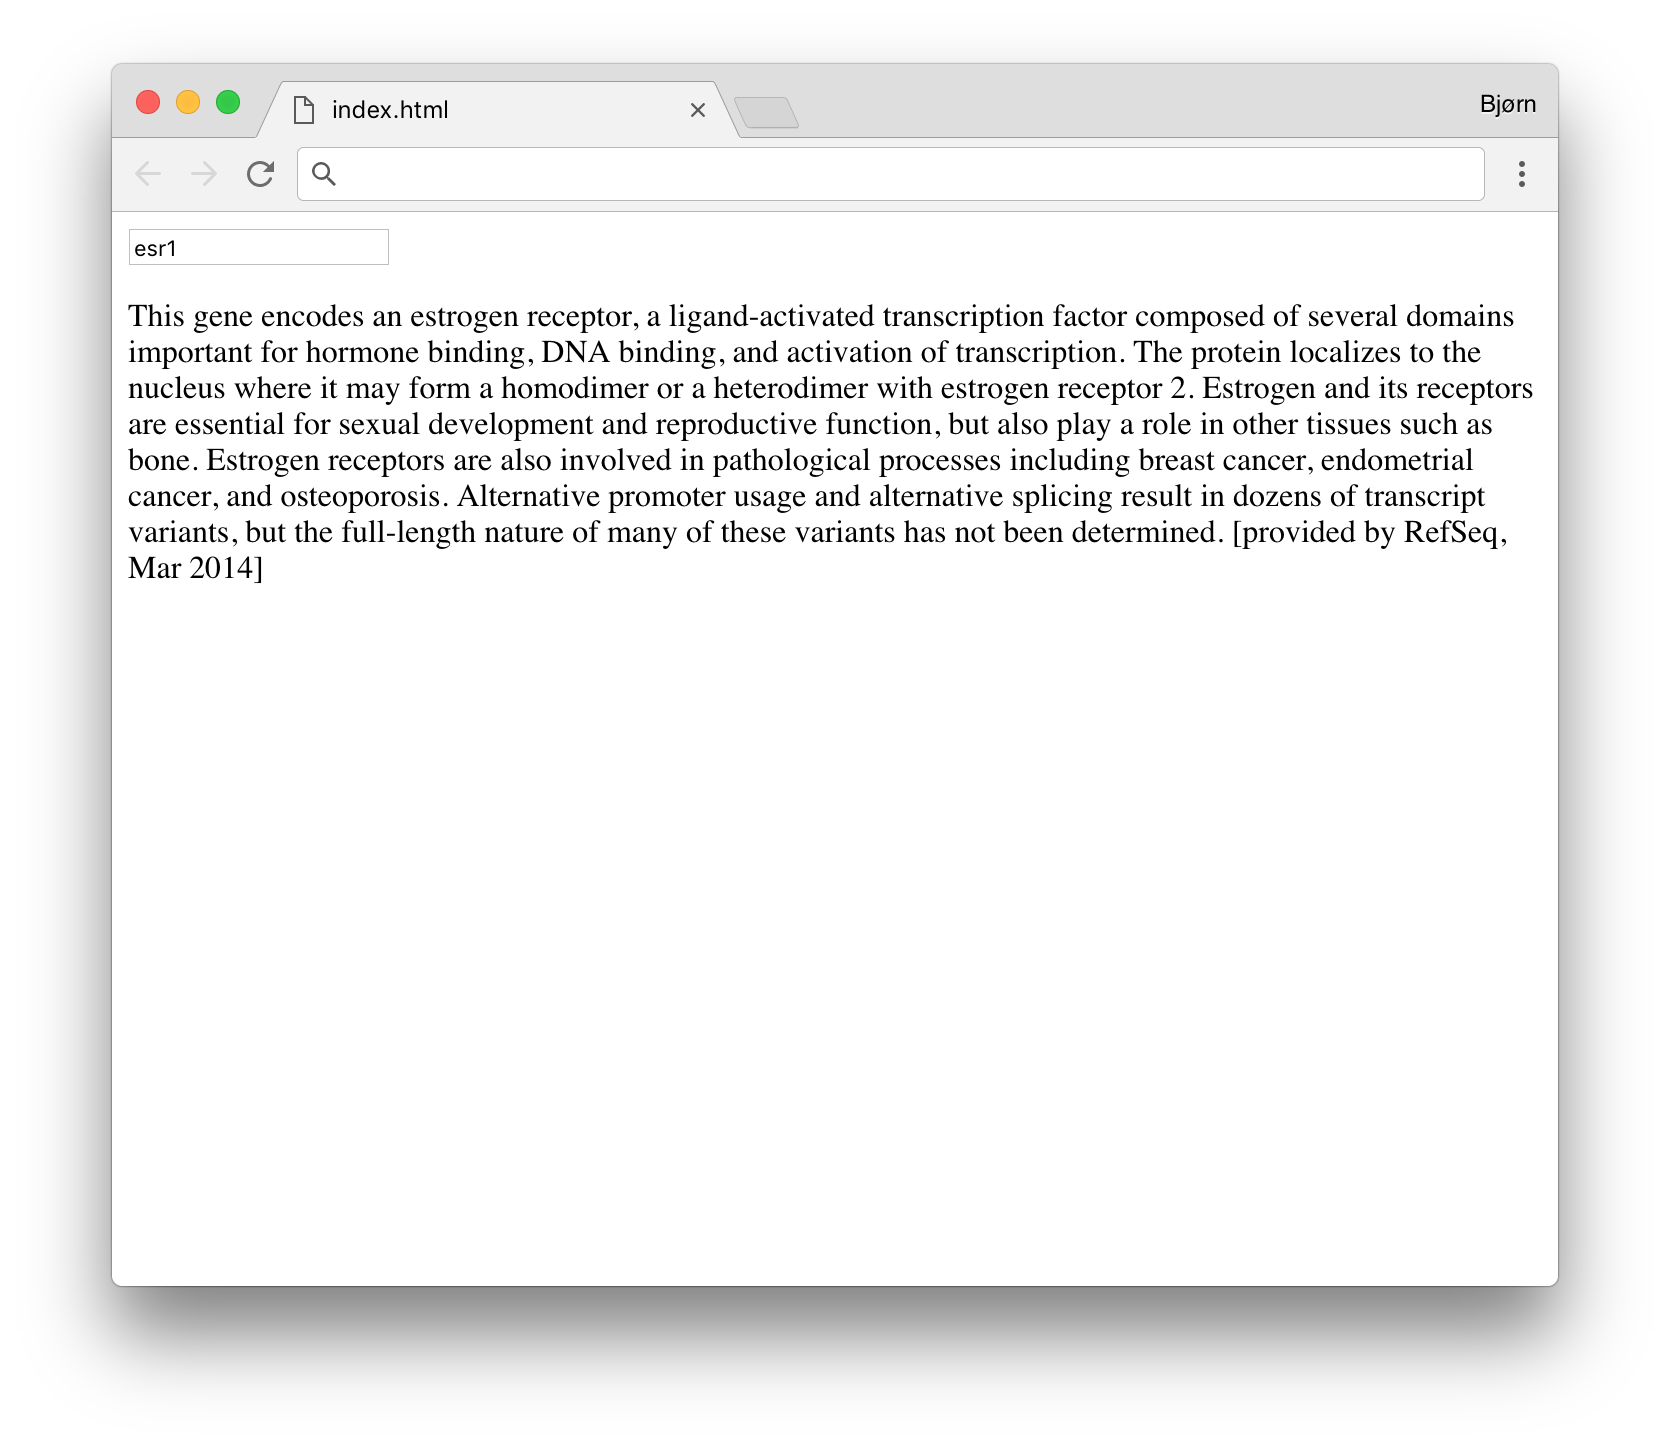 index.html
Bjørn
esr1
This gene encodes an estrogen receptor, a ligand-activated transcription factor composed of several domains
important for hormone binding, DNA binding, and activation of transcription. The protein localizes to the
nucleus where it may form a homodimer or a heterodimer with estrogen receptor 2. Estrogen and its receptors
are essential for sexual development and reproductive function, but also play a role in other tissues such as
bone. Estrogen receptors are also involved in pathological processes including breast cancer, endometrial
cancer, and osteoporosis. Alternative promoter usage and alternative splicing result in dozens of transcript
variants, but the full-length nature of many of these variants has not been determined. [provided by RefSeq,
Mar 2014]